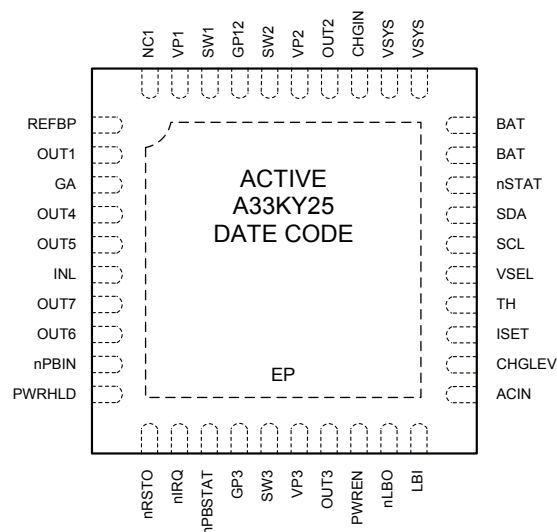 NC1
VP1
SW1
GP12
SW2
VP2
OUT2
CHGIN
VSYS
VSYS
REFBP
OUT1
GA
OUT4
OUT5
INL
OUT7
OUT6
nPBIN
PWRHLD
ACTIVE
A33KY25
DATE CODE
EP
BAT
BAT
nSTAT
SDA
SCL
VSEL
TH
ISET
CHGLEV
ACIN
nRSTO
nIRQ
nPBSTAT
GP3
SW3
VP3
OUT3
PWREN
nLBO
LBI